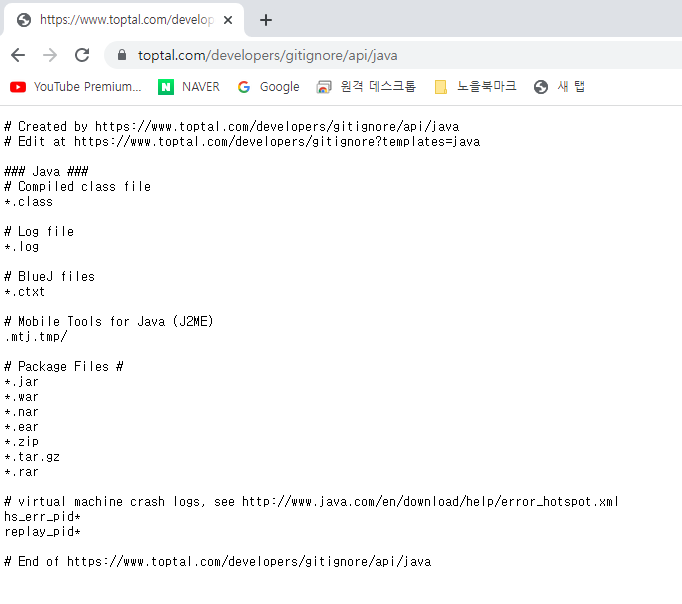 https://www.toptal.com/develop
toptal.com/developers/gitignore/api/java
YouTube Premium... NAVER Google 원격 데스크톱 노을북마크 새 탭
# Created by https://www.toptal.com/developers/gitignore/api/java
# Edit at https://www.toptal.com/developers/gitignore?templates=java
### Java ###
# Compiled class file
*.class
# Log file
*.log
# BlueJ files
*.ctxt
# Mobile Tools for Java (J2ME)
.mtj.tmp/
# Package Files #
*.jar
*.war
*.nar
*.ear
*.zip
*.tar.gz
*.rar
# virtual machine crash logs, see http://www.java.com/en/download/help/error_hotspot.xml
hs_err_pid*
replay_pid*
# End of https://www.toptal.com/developers/gitignore/api/java